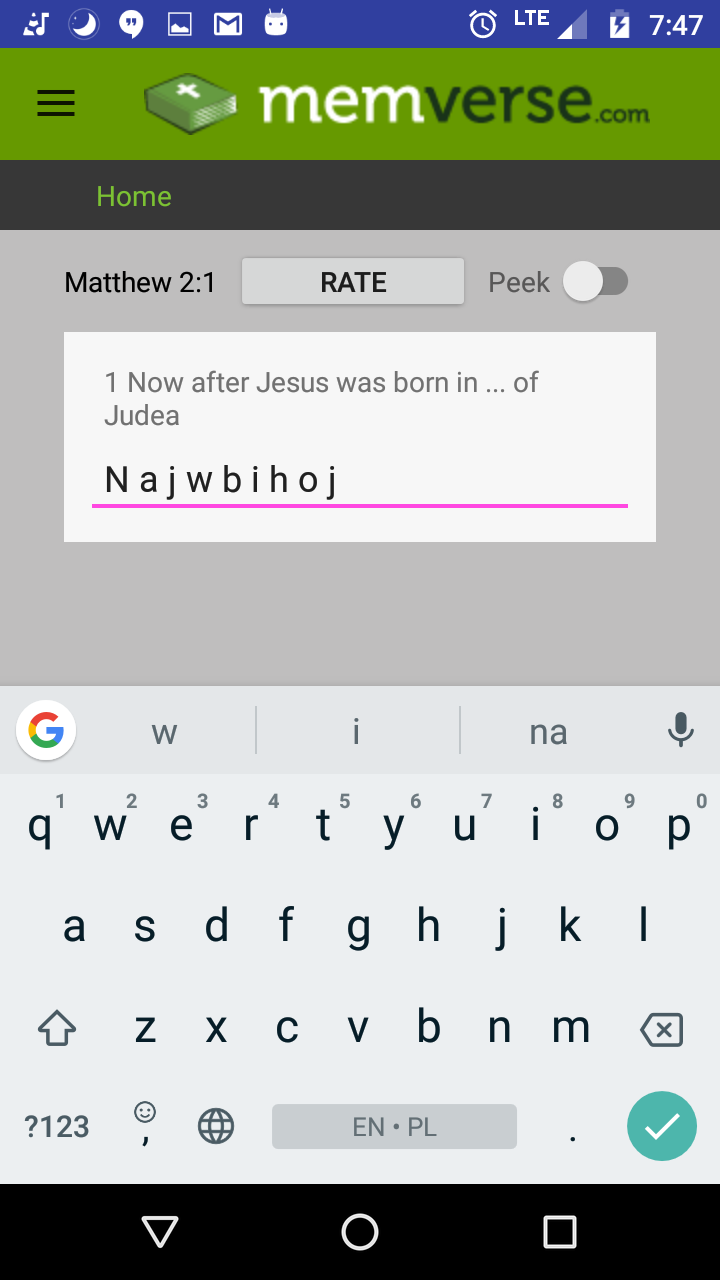 LTE 7:47
memverse.com
Home
Matthew 2:1 RATE Peek
1 Now after Jesus was born in ... of
Judea
N a j w b i h o j
w i na
1 2 3 4 5 6 7 8 9 0
q w e r t y u i o p
a s d f g h j k l
z x c v b n m
?123 , EN • PL .